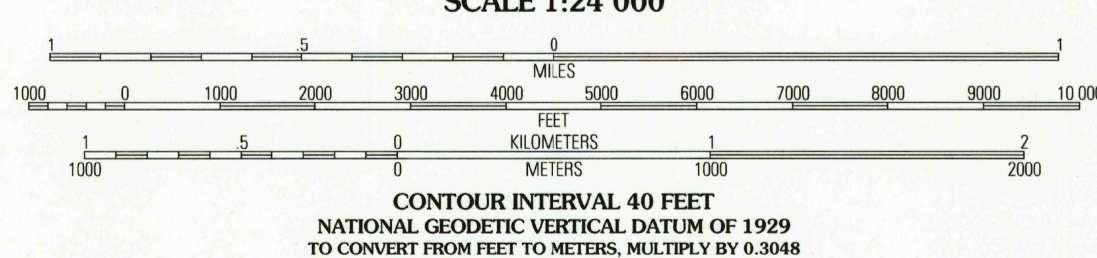 SCALE 1:24 000
1 .5 0 1
MILES
1000 0 1000 2000 3000 4000 5000 6000 7000 8000 9000 10 000
FEET
1 .5 0 KILOMETERS 1 2
1000 0 METERS 1000 2000
CONTOUR INTERVAL 40 FEET
NATIONAL GEODETIC VERTICAL DATUM OF 1929
TO CONVERT FROM FEET TO METERS, MULTIPLY BY 0.3048